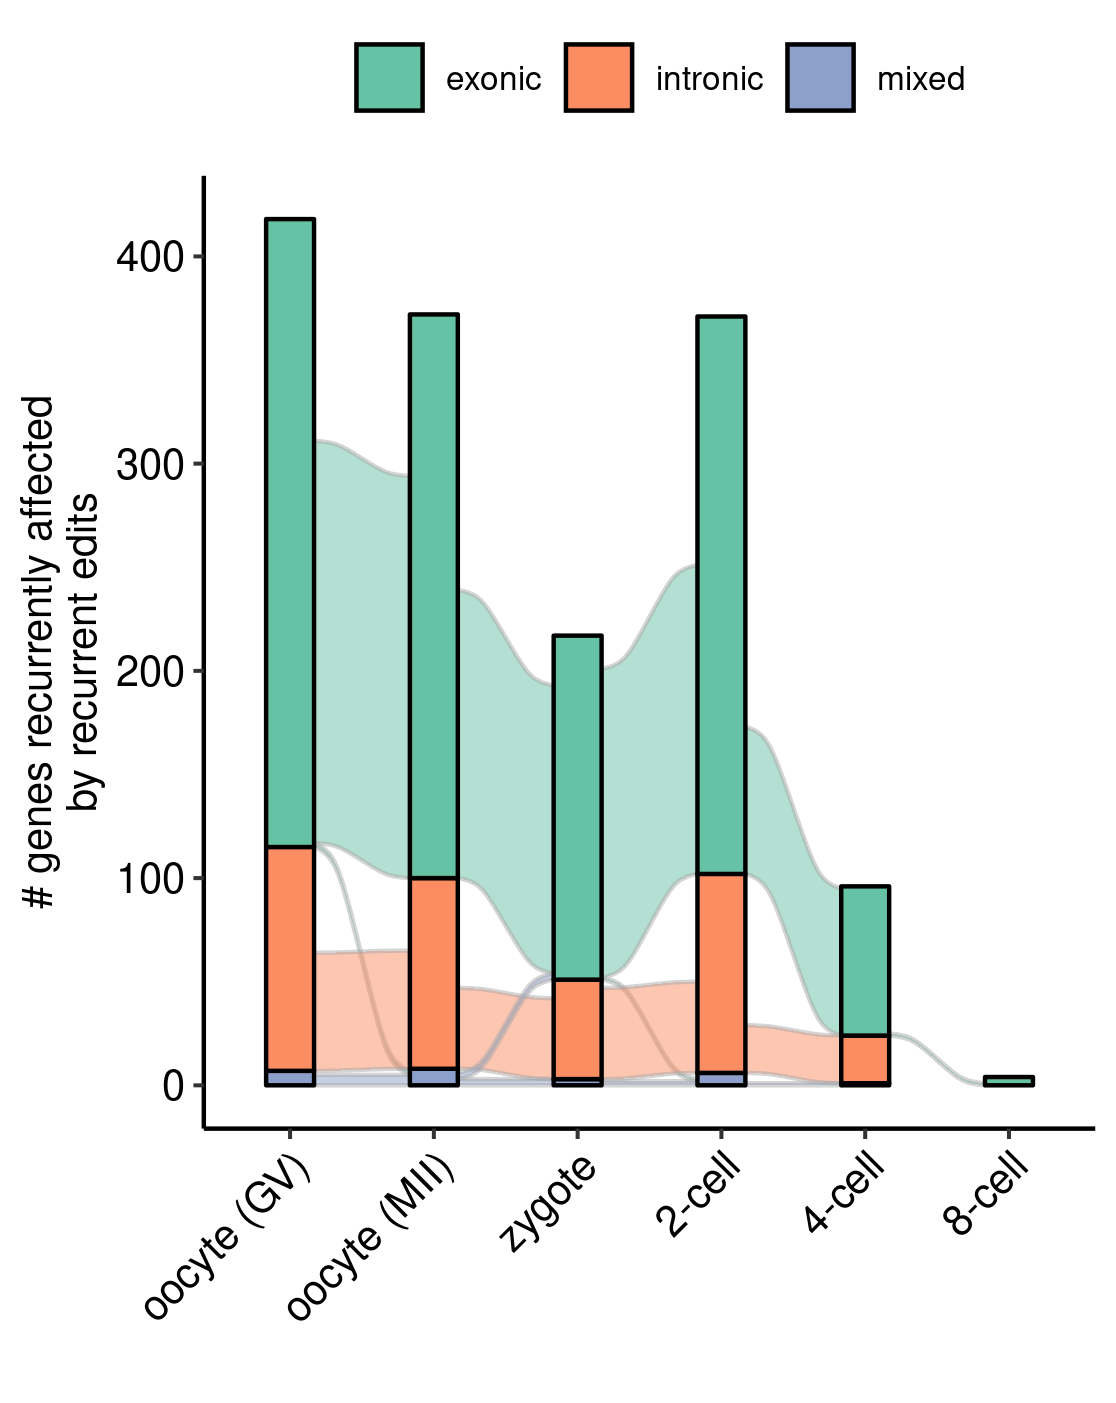 exonic intronic mixed
# genes recurrently affected
by recurrent edits
400
300
200
100
0
oocyte (GV) oocyte (MII) zygote 2-cell 4-cell 8-cell